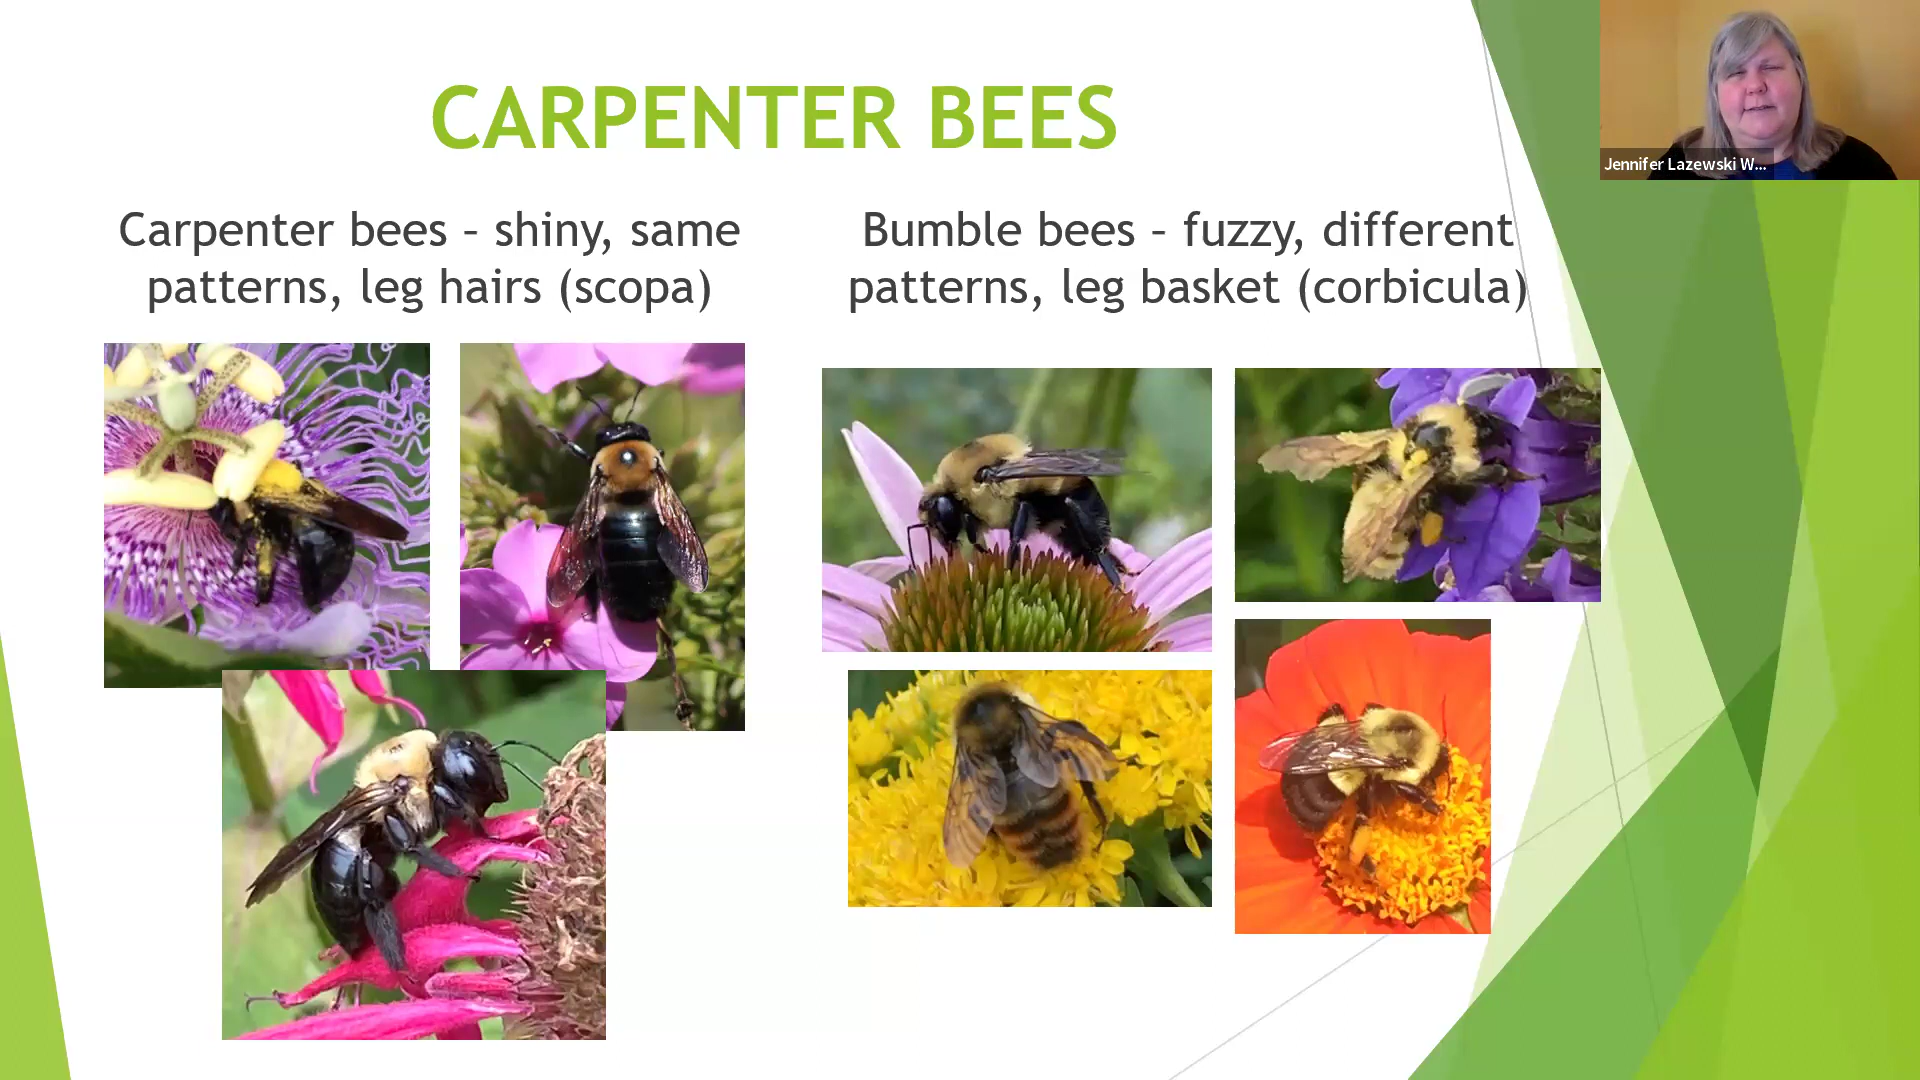 CARPENTER BEES
Carpenter bees – shiny, same
patterns, leg hairs (scopa)
Bumble bees – fuzzy, different
patterns, leg basket (corbicula)
Jennifer Lazewski W...